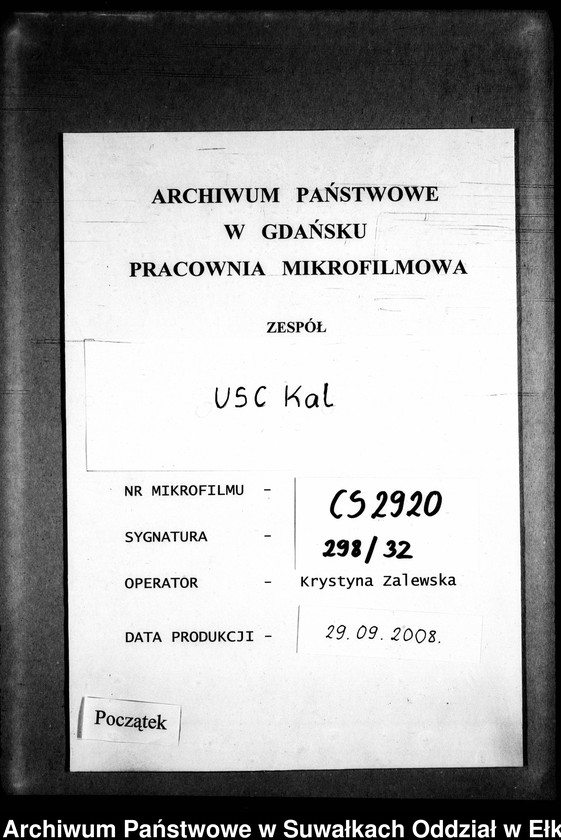 ARCHIWUM PAŃSTWOWE
W GDAŃSKU
PRACOWNIA MIKROFILMOWA
ZESPÓŁ
USC Kal
NR MIKROFILMU - CS 2920
SYGNATURA - 298/32
OPERATOR - Krystyna Zalewska
DATA PRODUKCJI - 29.09.2008.
Początek
Archiwum Państwowe w Suwałkach Oddział w Ełk